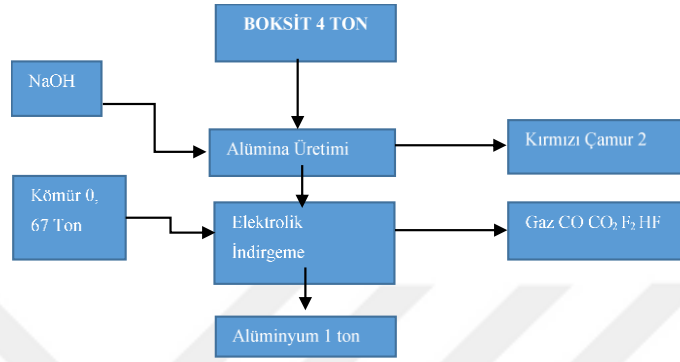 BOKSİT 4 TON
NaOH
Alümina Üretimi
Kırmızı Çamur 2
Kömür 0,
67 Ton
Elektrolik
İndirgeme
Gaz CO CO₂ F₂ HF
Alüminyum 1 ton